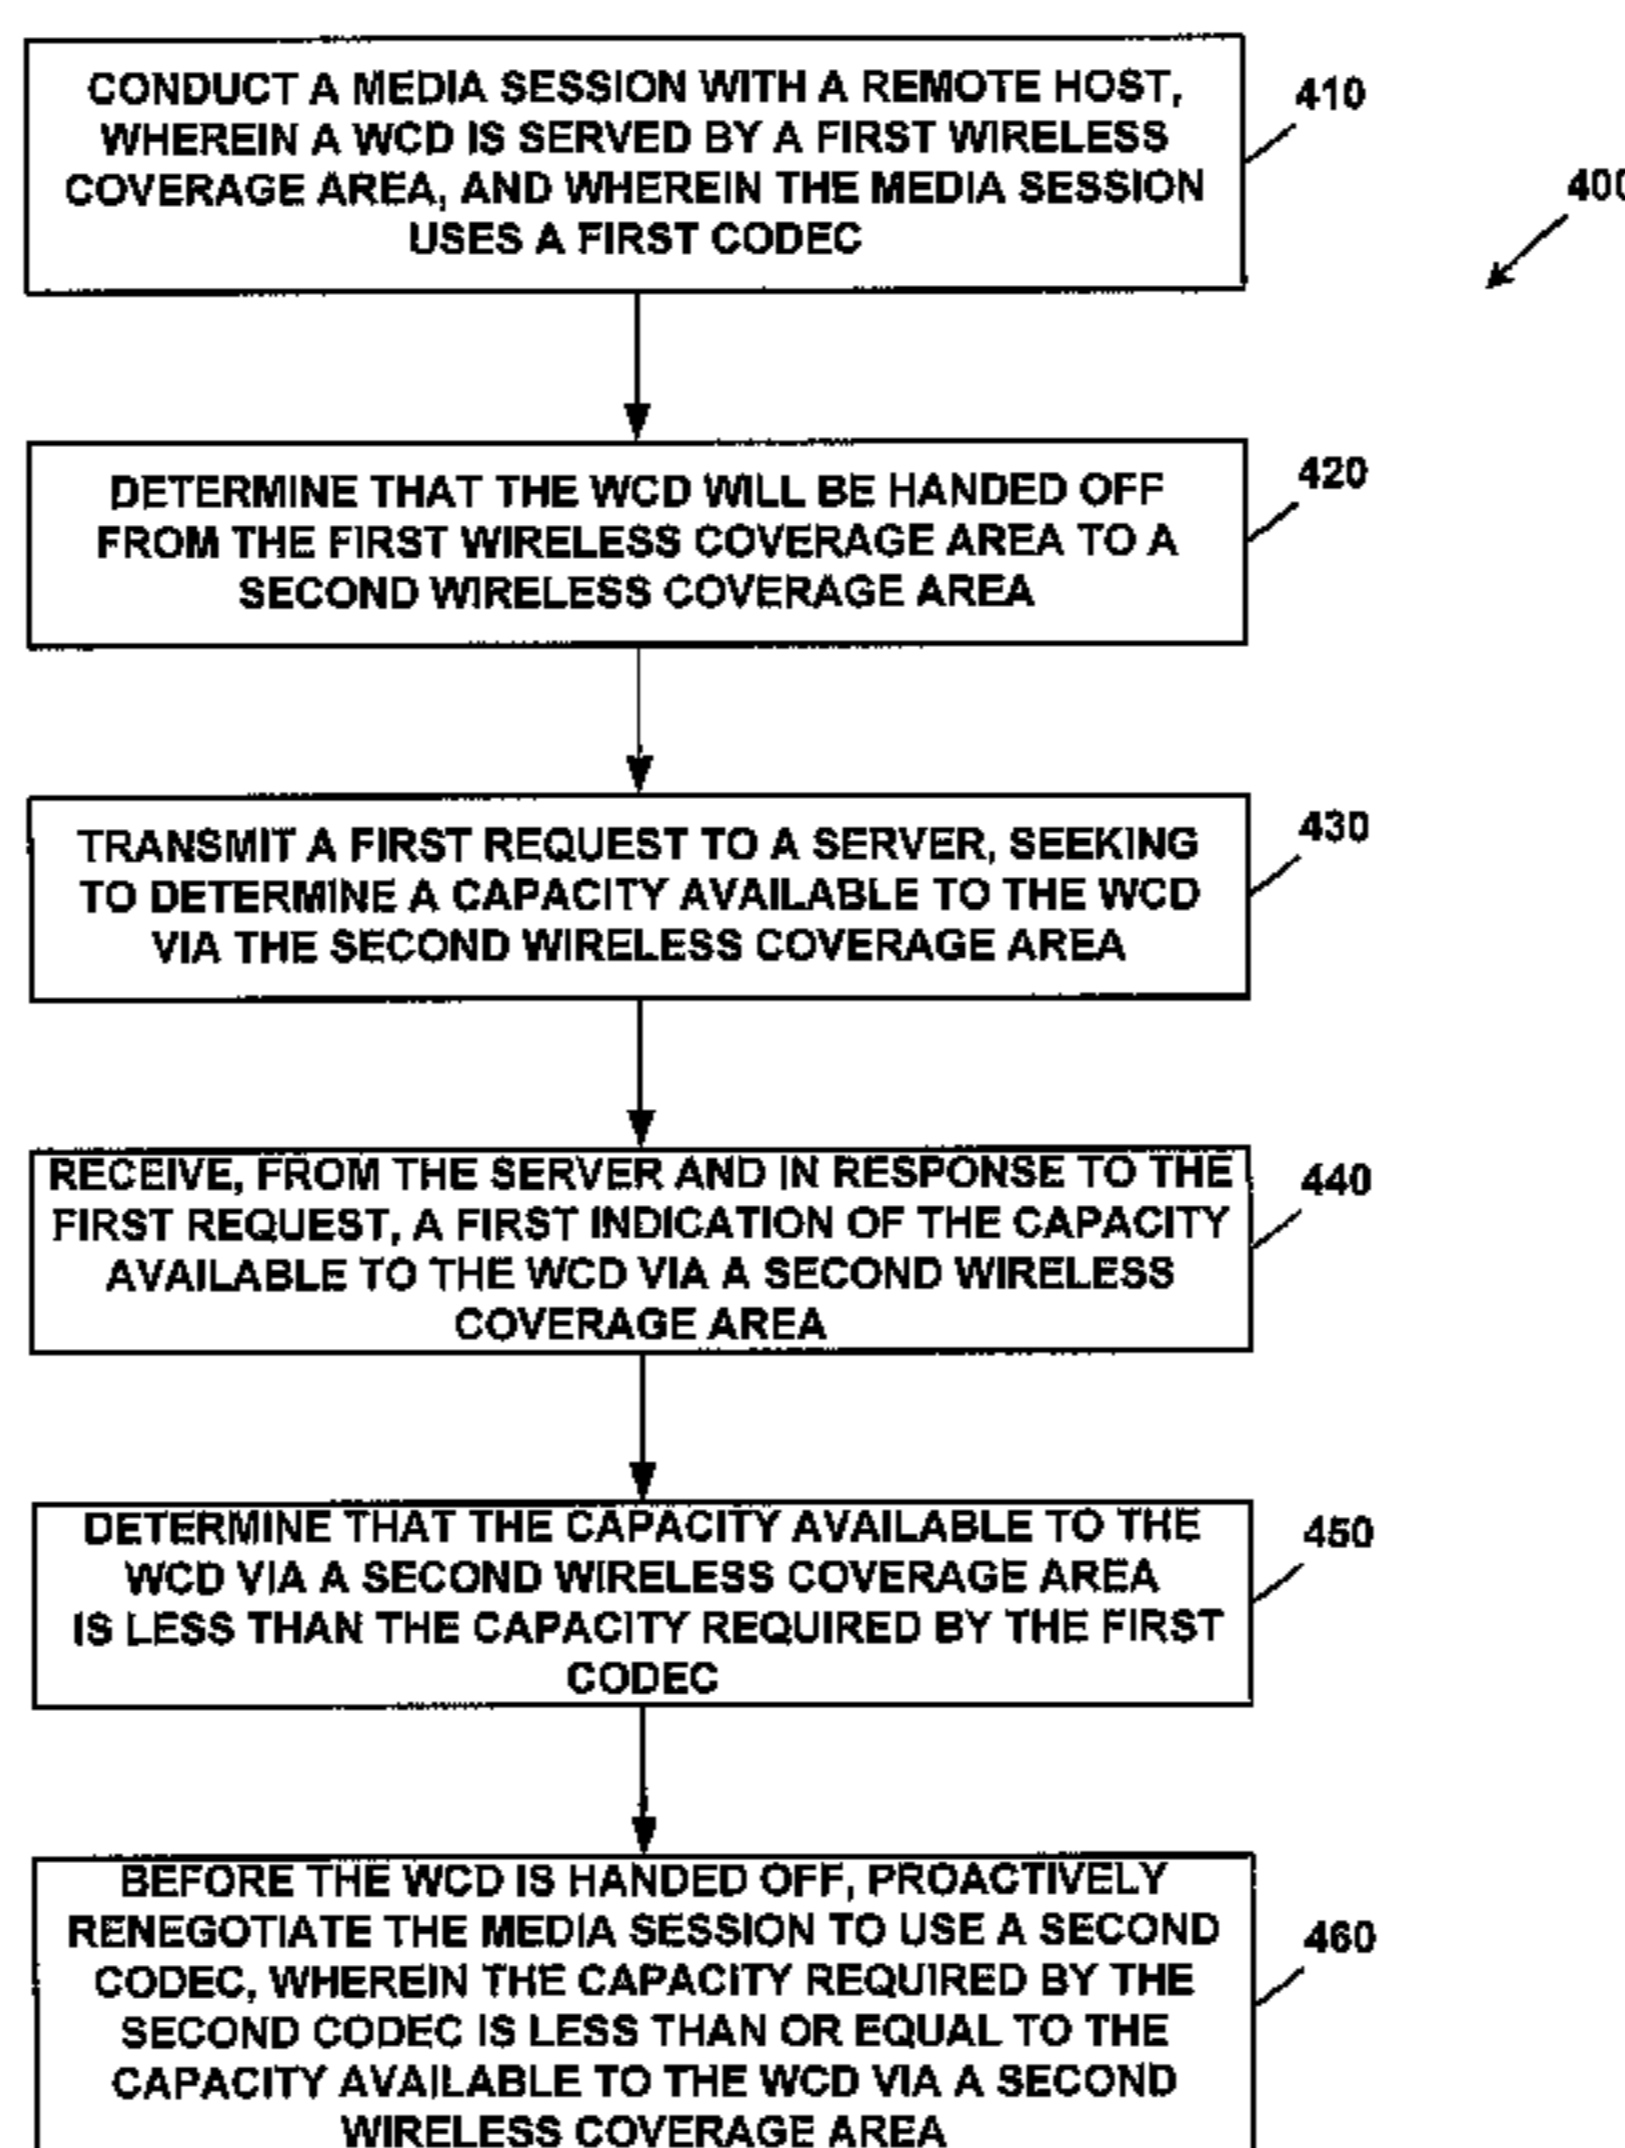 CONDUCT A MEDIA SESSION WITH A REMOTE HOST,
WHEREIN A WCD IS SERVED BY A FIRST WIRELESS
COVERAGE AREA, AND WHEREIN THE MEDIA SESSION
USES A FIRST CODEC
410
400
DETERMINE THAT THE WCD WILL BE HANDED OFF
FROM THE FIRST WIRELESS COVERAGE AREA TO A
SECOND WIRELESS COVERAGE AREA
420
TRANSMIT A FIRST REQUEST TO A SERVER, SEEKING
TO DETERMINE A CAPACITY AVAILABLE TO THE WCD
VIA THE SECOND WIRELESS COVERAGE AREA
430
RECEIVE, FROM THE SERVER AND IN RESPONSE TO THE
FIRST REQUEST, A FIRST INDICATION OF THE CAPACITY
AVAILABLE TO THE WCD VIA A SECOND WIRELESS
COVERAGE AREA
440
DETERMINE THAT THE CAPACITY AVAILABLE TO THE
WCD VIA A SECOND WIRELESS COVERAGE AREA
IS LESS THAN THE CAPACITY REQUIRED BY THE FIRST
CODEC
450
BEFORE THE WCD IS HANDED OFF, PROACTIVELY
RENEGOTIATE THE MEDIA SESSION TO USE A SECOND
CODEC, WHEREIN THE CAPACITY REQUIRED BY THE
SECOND CODEC IS LESS THAN OR EQUAL TO THE
CAPACITY AVAILABLE TO THE WCD VIA A SECOND
WIRELESS COVERAGE AREA
460